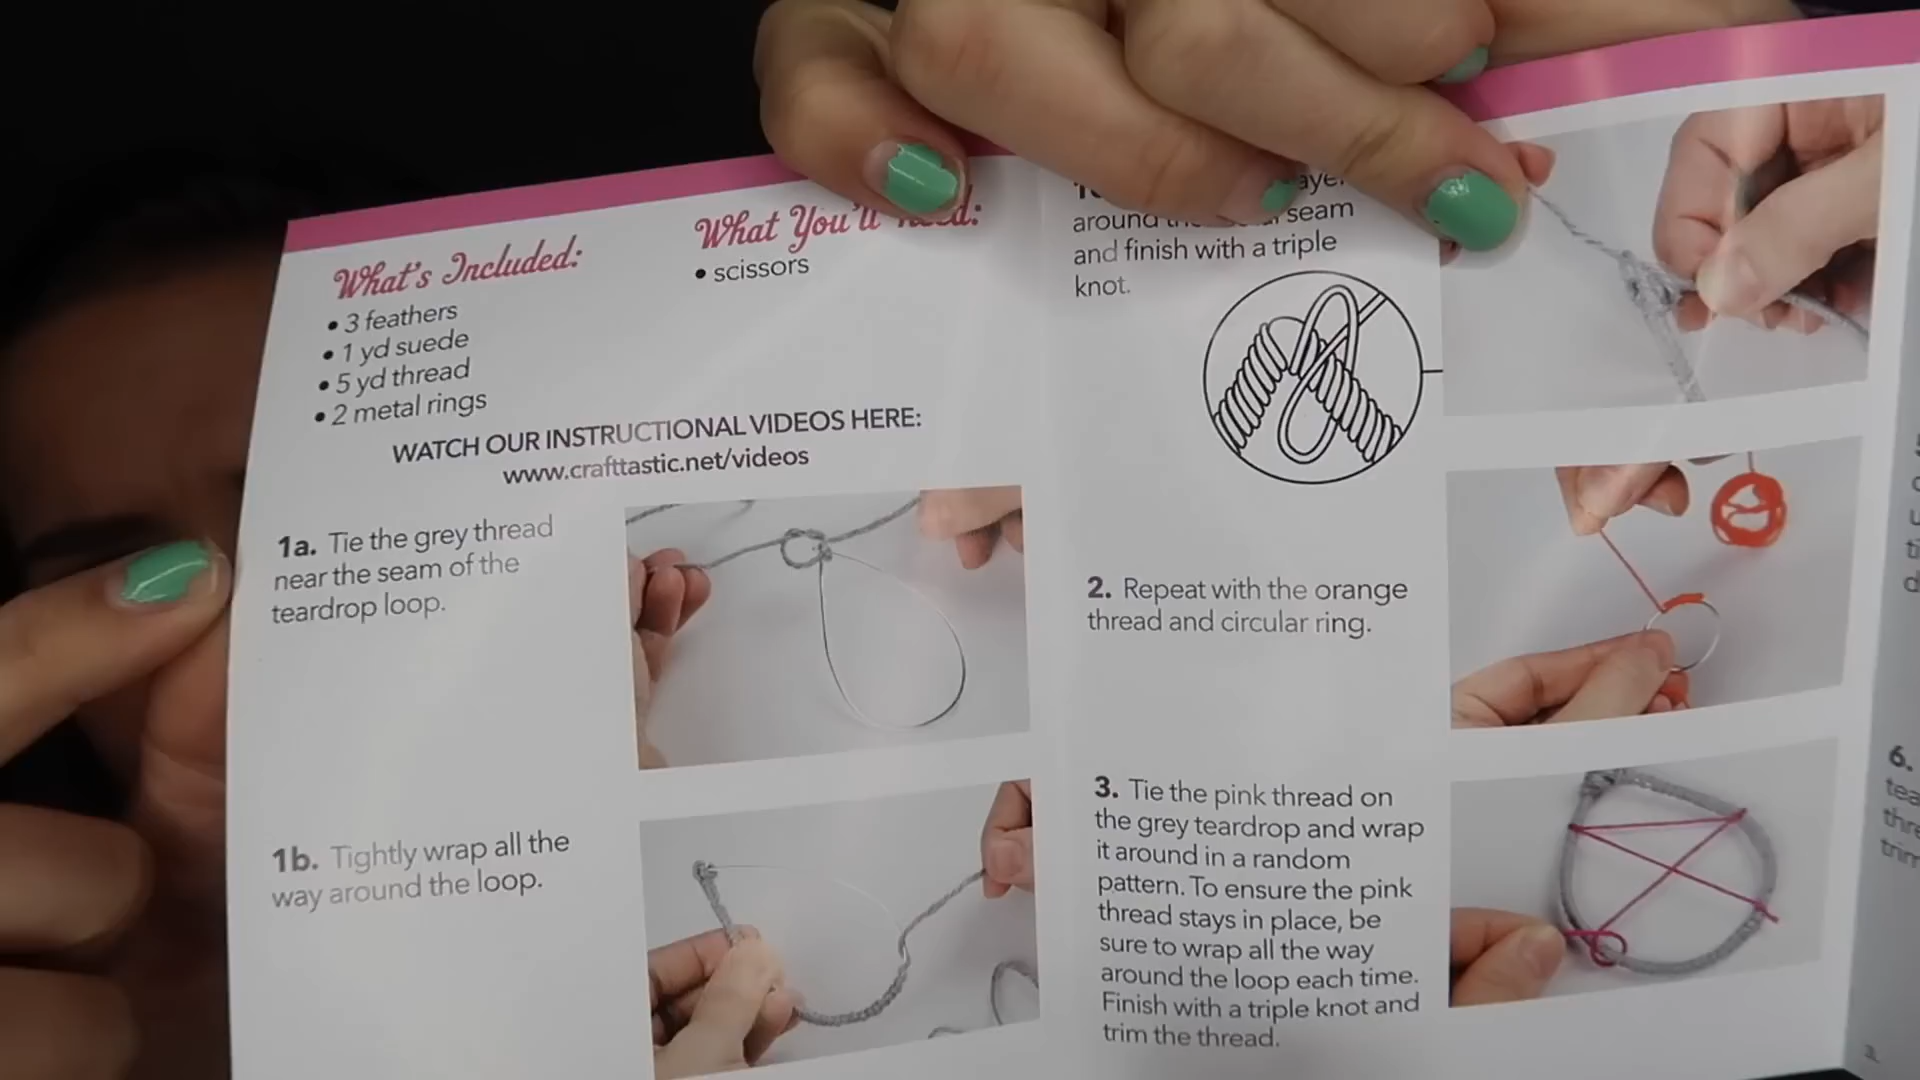 What's Included:
• 3 feathers
• 1 yd suede
• 5 yd thread
• 2 metal rings
What You'll
• scissors
WATCH OUR INSTRUCTIONAL VIDEOS HERE:
www.crafttastic.net/videos
1a. Tie the grey thread
near the seam of the
teardrop loop.
1b. Tightly wrap all the
way around the loop.
around seam
and finish with a triple
knot.
2. Repeat with the orange
thread and circular ring.
3. Tie the pink thread on
the grey teardrop and wrap
it around in a random
pattern. To ensure the pink
thread stays in place, be
sure to wrap all the way
around the loop each time.
Finish with a triple knot and
trim the thread.
6.